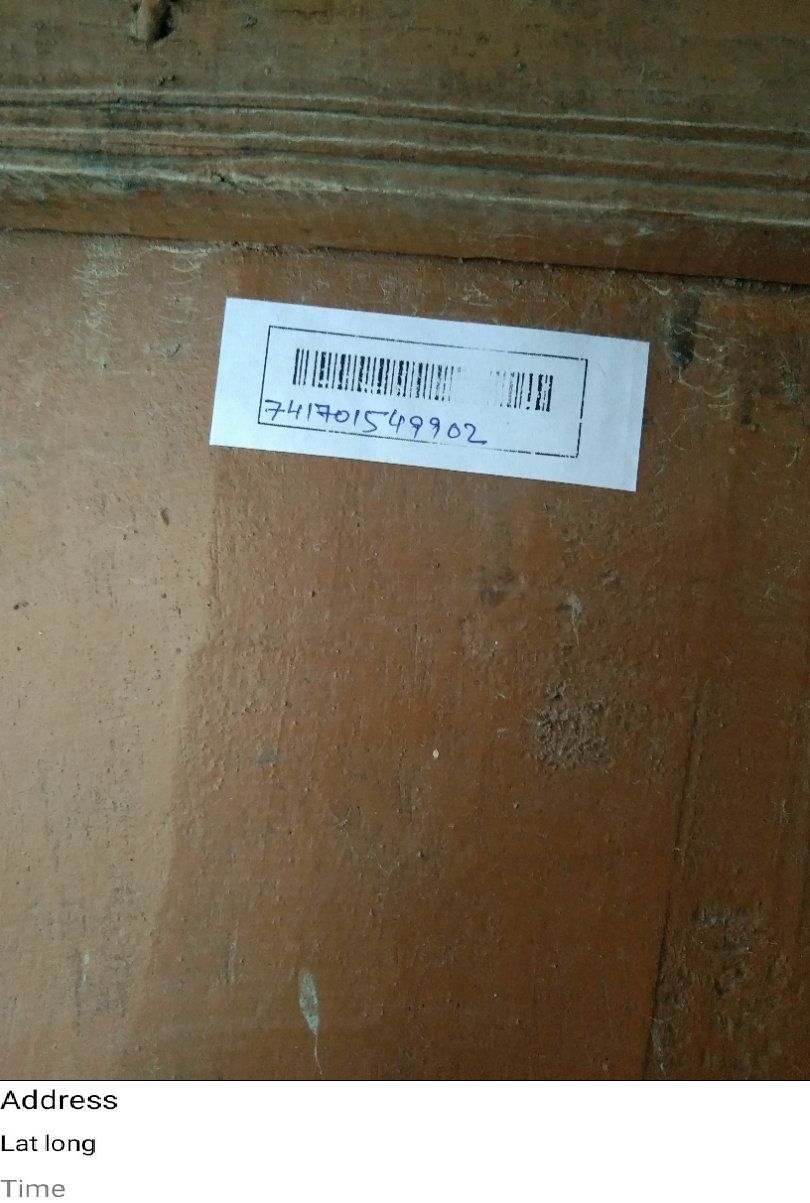 741701549902
Address
Lat long
Time